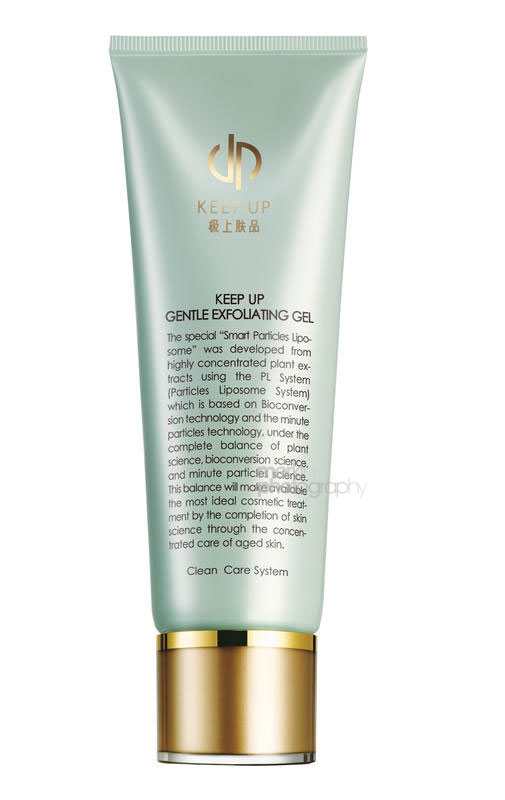 KEEP UP
极上肤品
KEEP UP
GENTLE EXFOLIATING GEL
The special "Smart Particles Lipo-
some" was developed from
highly concentrated plant ex-
tracts using the PL System
(Particles Liposome System)
which is based on Bioconver-
sion technology and the minute
particles technology, under the
complete balance of plant
science, bioconversion science,
and minute particles science.
This balance will make available
the most ideal cosmetic treat-
ment by the completion of skin
science through the concen-
trated care of aged skin.
Clean Care System